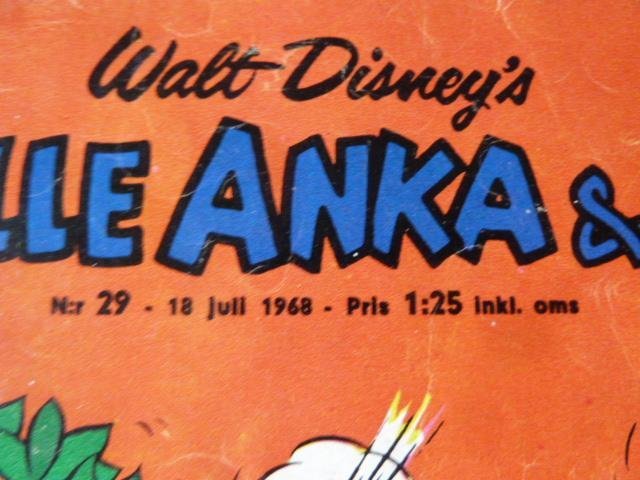 Walt Disney's
LLE ANKA &
N:r 29 - 18 juli 1968 - Pris 1:25 inkl. oms